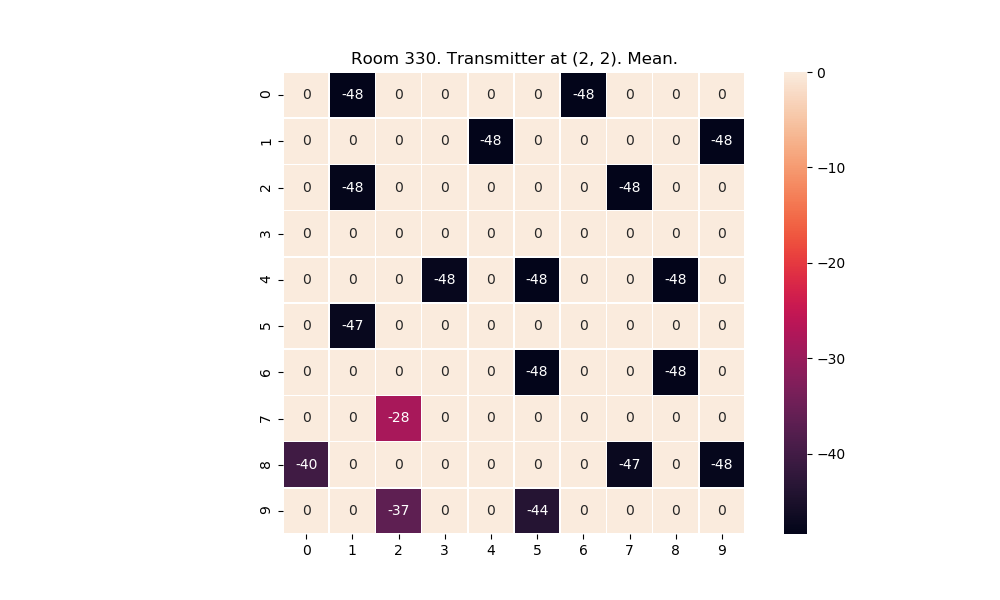 Room 330. Transmitter at (2, 2). Mean.
0 0 -48 0 0 0 0 -48 0 0 0
1 0 0 0 0 -48 0 0 0 0 -48
2 0 -48 0 0 0 0 0 -48 0 0
3 0 0 0 0 0 0 0 0 0 0
4 0 0 0 -48 0 -48 0 0 -48 0
5 0 -47 0 0 0 0 0 0 0 0
6 0 0 0 0 0 -48 0 0 -48 0
7 0 0 -28 0 0 0 0 0 0 0
8 -40 0 0 0 0 0 0 -47 0 -48
9 0 0 -37 0 0 -44 0 0 0 0
0 1 2 3 4 5 6 7 8 9
0
−10
−20
−30
−40